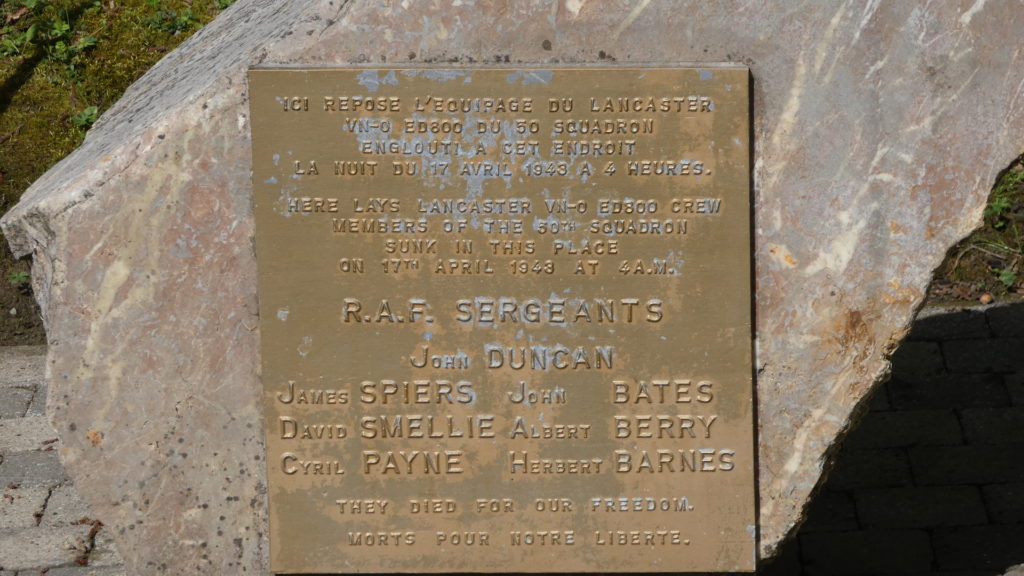 ICI REPOSE L'EQUIPAGE DU LANCASTER
VN-O ED800 DU 50 SQUADRON
ENGLOUTI A CET ENDROIT
LA NUIT DU 17 AVRIL 1943 A 4 HEURES.
HERE LAYS LANCASTER VN-O ED800 CREW
MEMBERS OF THE 50TH SQUADRON
SUNK IN THIS PLACE
ON 17TH APRIL 1943 AT 4A.M.
R.A.F. SERGEANTS
JOHN DUNCAN
JAMES SPIERS JOHN BATES
DAVID SMELLIE ALBERT BERRY
CYRIL PAYNE HERBERT BARNES
THEY DIED FOR OUR FREEDOM.
MORTS POUR NOTRE LIBERTE.